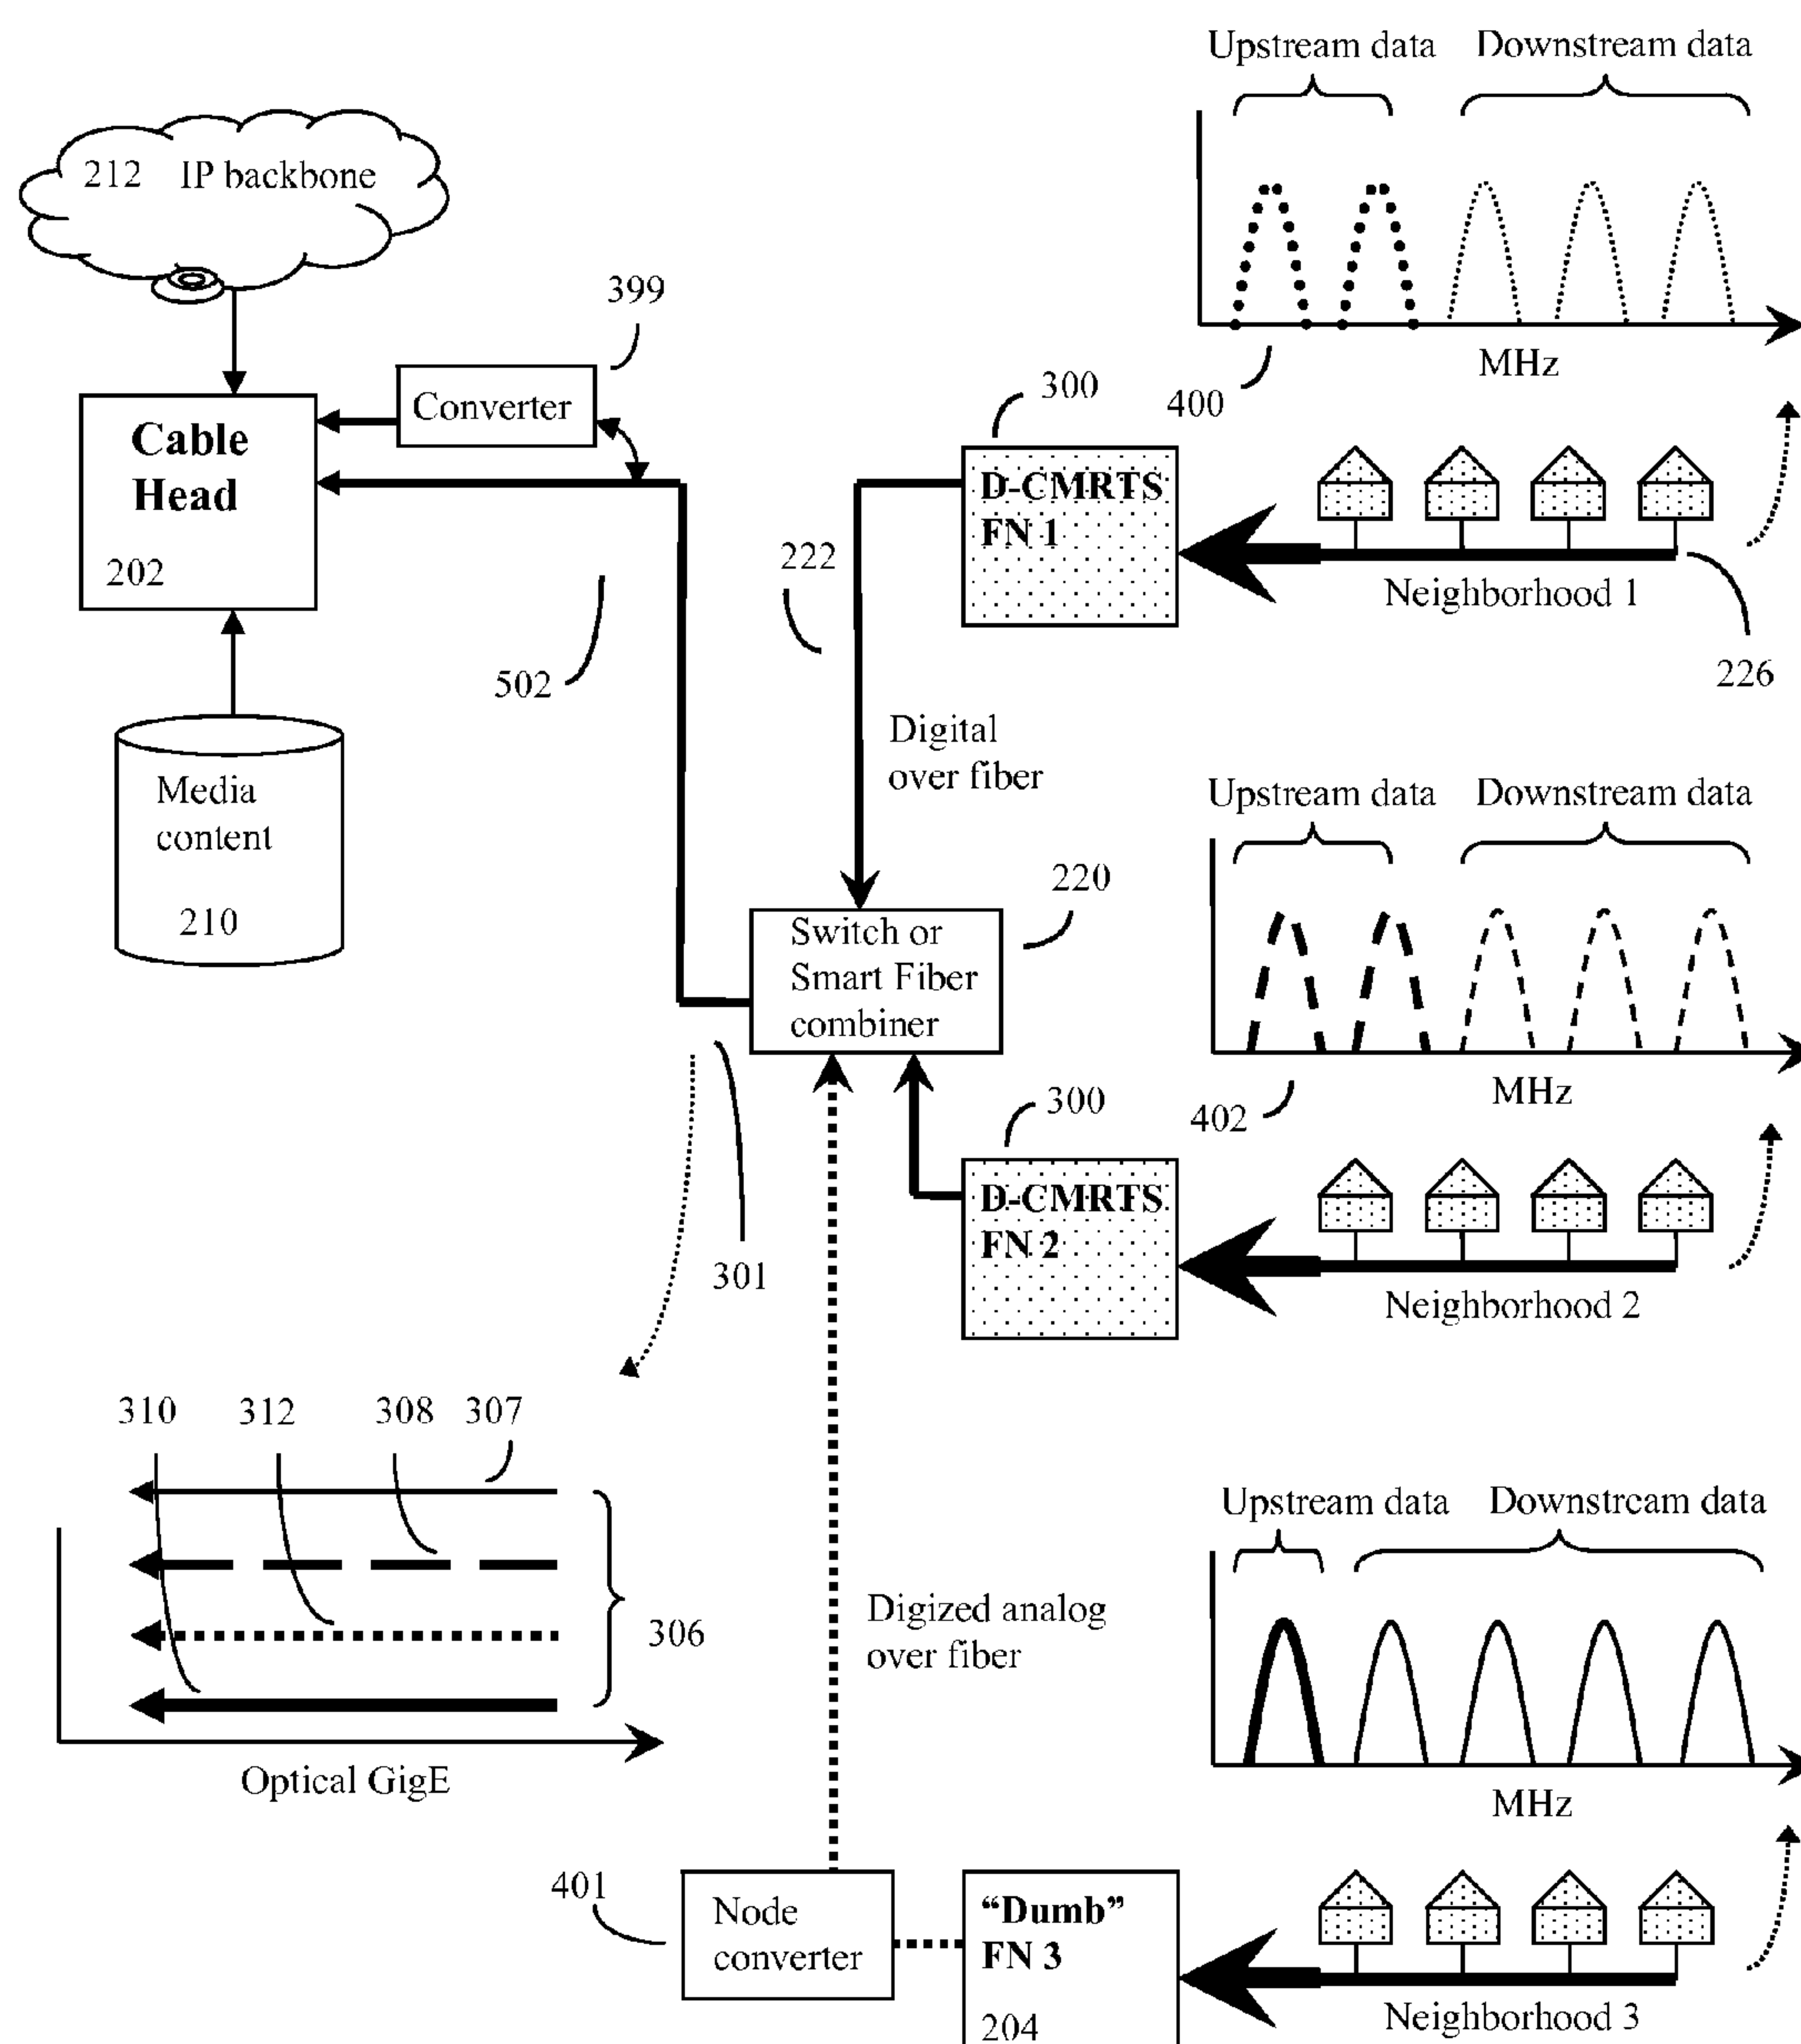 Upstream data Downstream data
212 IP backbone
399
Converter
MHz
400
300
Cable
Head
202
D-CMRTS
FN 1
222
Neighborhood 1
226
502
Digital
over fiber
Media
content
210
Upstream data Downstream data
220
Switch or
Smart Fiber
combiner
MHz
402
300
D-CMRTS
FN 2
301
Neighborhood 2
310 312 308 307
306
Optical GigE
Digized analog
over fiber
Upstream data Downstream data
MHz
401
Node
converter
“Dumb”
FN 3
204
Neighborhood 3